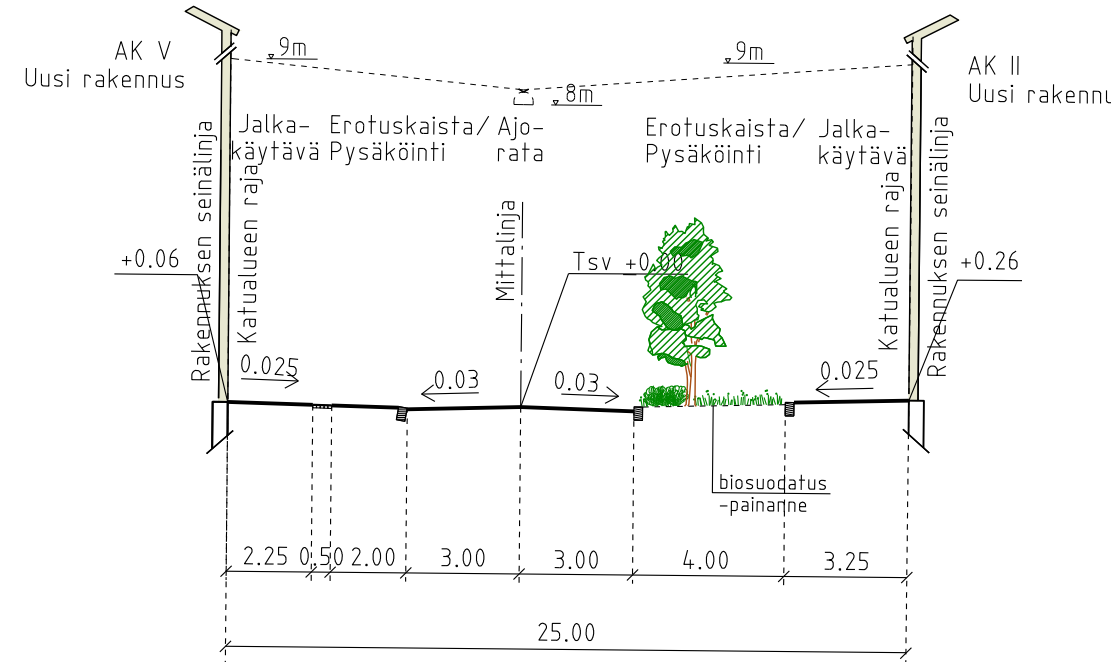 AK V
Uusi rakennus
9m
8m
9m
AK II
Uusi rakennu
Jalka-
käytävä
Erotuskaista/
Pysäköinti
Ajo-
rata
Erotuskaista/
Pysäköinti
Jalka-
käytävä
Rakennuksen seinälinja
Katualueen raja
Mittalinja
Katualueen raja
Rakennuksen seinälinja
+0.06
Tsv +0.00
+0.26
0.025
0.03
0.03
0.025
biosuodatus
-painanne
2.25 0.50 2.00 3.00 3.00 4.00 3.25
25.00